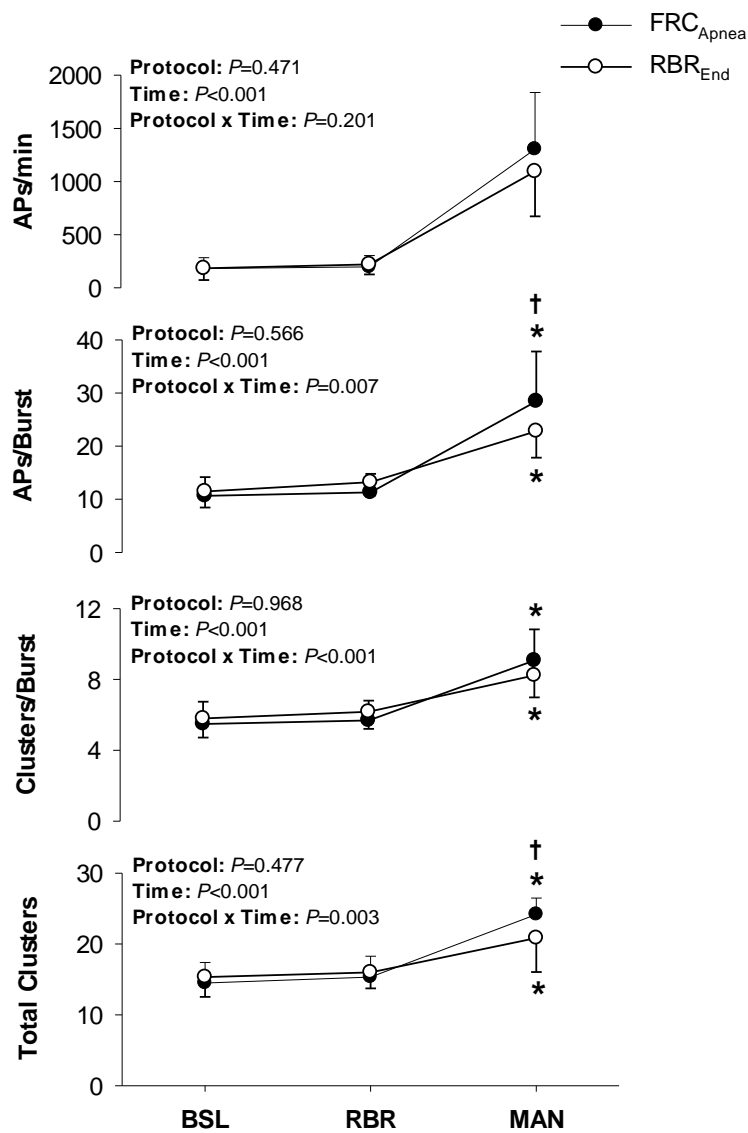 FRC_Apnea
RBR_End
Protocol: P=0.471
Time: P<0.001
Protocol x Time: P=0.201
2000
1500
1000
500
0
APs/min
Protocol: P=0.566
Time: P<0.001
Protocol x Time: P=0.007
40
30
20
10
0
APs/Burst
†
*
*
Protocol: P=0.968
Time: P<0.001
Protocol x Time: P<0.001
12
8
4
0
Clusters/Burst
*
*
Protocol: P=0.477
Time: P<0.001
Protocol x Time: P=0.003
30
20
10
0
Total Clusters
†
*
*
BSL RBR MAN